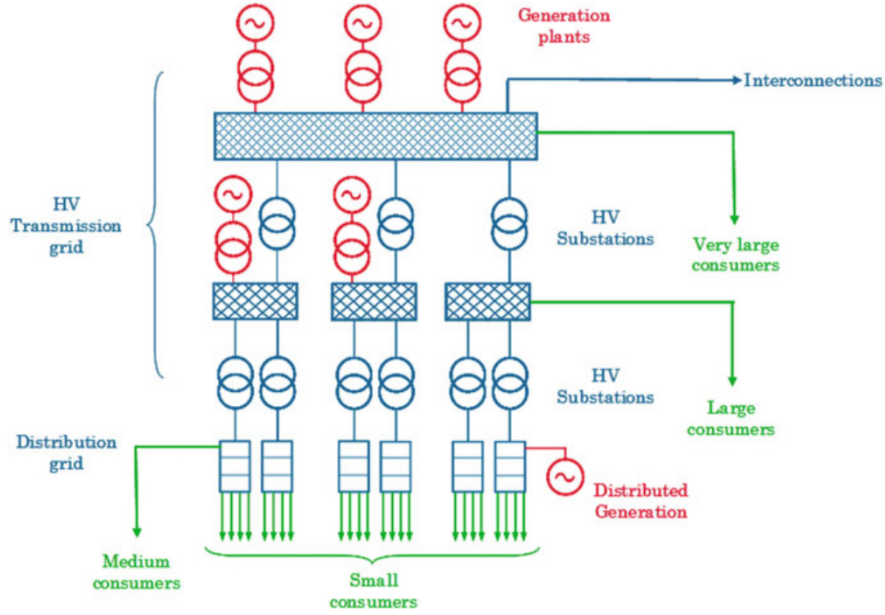 Generation
plants
Interconnections
HV
Transmission
grid
HV
Substations
Very large
consumers
HV
Substations
Large
consumers
Distribution
grid
Distributed
Generation
Medium
consumers
Small
consumers